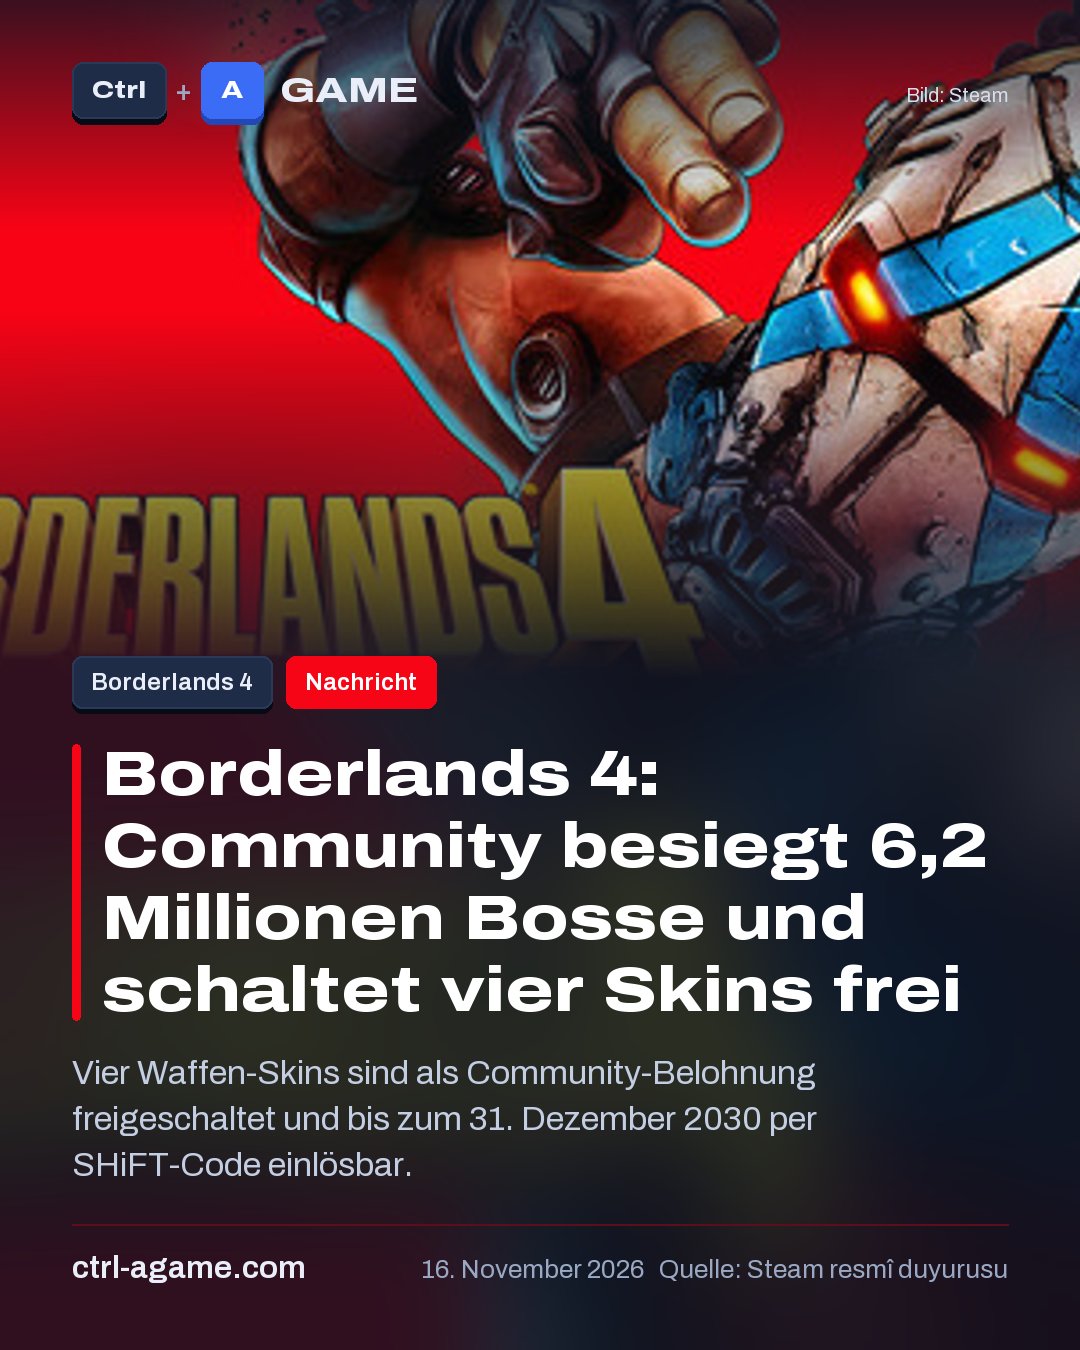 Ctrl + A GAME
Bild: Steam
RDERLANDS 4
Borderlands 4
Nachricht
Borderlands 4:
Community besiegt 6,2
Millionen Bosse und
schaltet vier Skins frei
Vier Waffen-Skins sind als Community-Belohnung
freigeschaltet und bis zum 31. Dezember 2030 per
SHiFT-Code einlösbar.
ctrl-agame.com
16. November 2026 Quelle: Steam resmî duyurusu